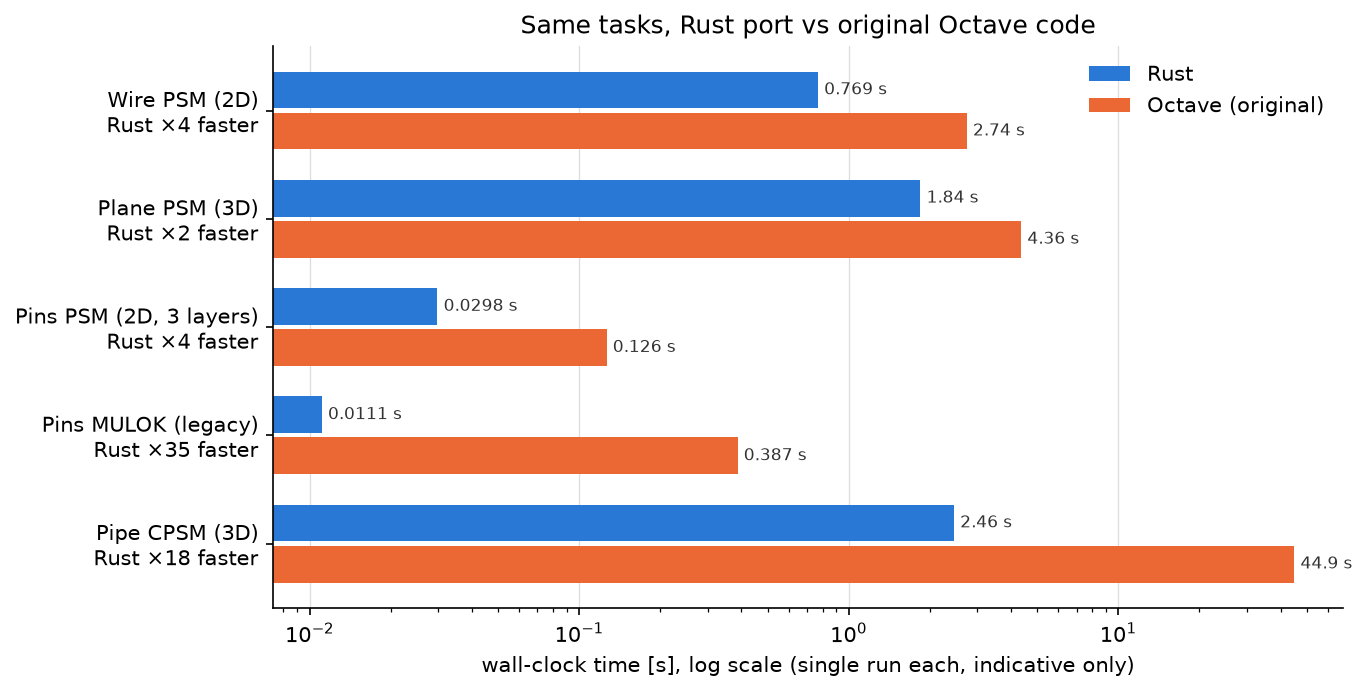 Same tasks, Rust port vs original Octave code
Rust
Octave (original)
Wire PSM (2D)
Rust ×4 faster
0.769 s
2.74 s
Plane PSM (3D)
Rust ×2 faster
1.84 s
4.36 s
Pins PSM (2D, 3 layers)
Rust ×4 faster
0.0298 s
0.126 s
Pins MULOK (legacy)
Rust ×35 faster
0.0111 s
0.387 s
Pipe CPSM (3D)
Rust ×18 faster
2.46 s
44.9 s
10⁻² 10⁻¹ 10⁰ 10¹
wall-clock time [s], log scale (single run each, indicative only)